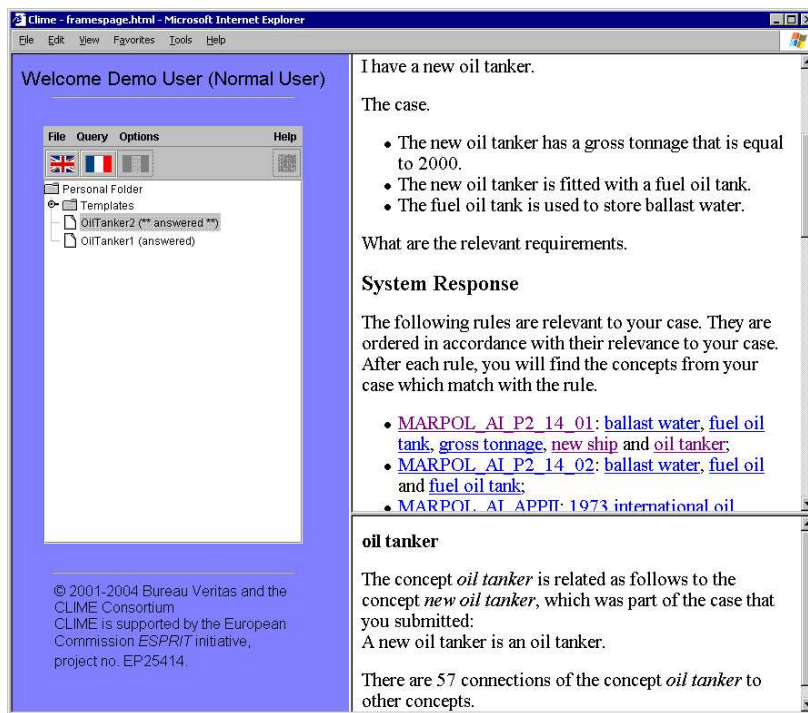 Clime - framespage.html - Microsoft Internet Explorer
File Edit View Favorites Tools Help
Welcome Demo User (Normal User)
File Query Options Help
Personal Folder
Templates
OilTanker2 (** answered **)
OilTanker1 (answered)
© 2001-2004 Bureau Veritas and the
CLIME Consortium
CLIME is supported by the European
Commission ESPRIT initiative,
project no. EP25414.
I have a new oil tanker.
The case.
• The new oil tanker has a gross tonnage that is equal
to 2000.
• The new oil tanker is fitted with a fuel oil tank.
• The fuel oil tank is used to store ballast water.
What are the relevant requirements.
System Response
The following rules are relevant to your case. They are
ordered in accordance with their relevance to your case.
After each rule, you will find the concepts from your
case which match with the rule.
• MARPOL_AI_P2_14_01: ballast water, fuel oil
tank, gross tonnage, new ship and oil tanker;
• MARPOL_AI_P2_14_02: ballast water, fuel oil
and fuel oil tank;
• MARPOL_AI_APPII: 1973 international oil
oil tanker
The concept oil tanker is related as follows to the
concept new oil tanker, which was part of the case that
you submitted:
A new oil tanker is an oil tanker.
There are 57 connections of the concept oil tanker to
other concepts.